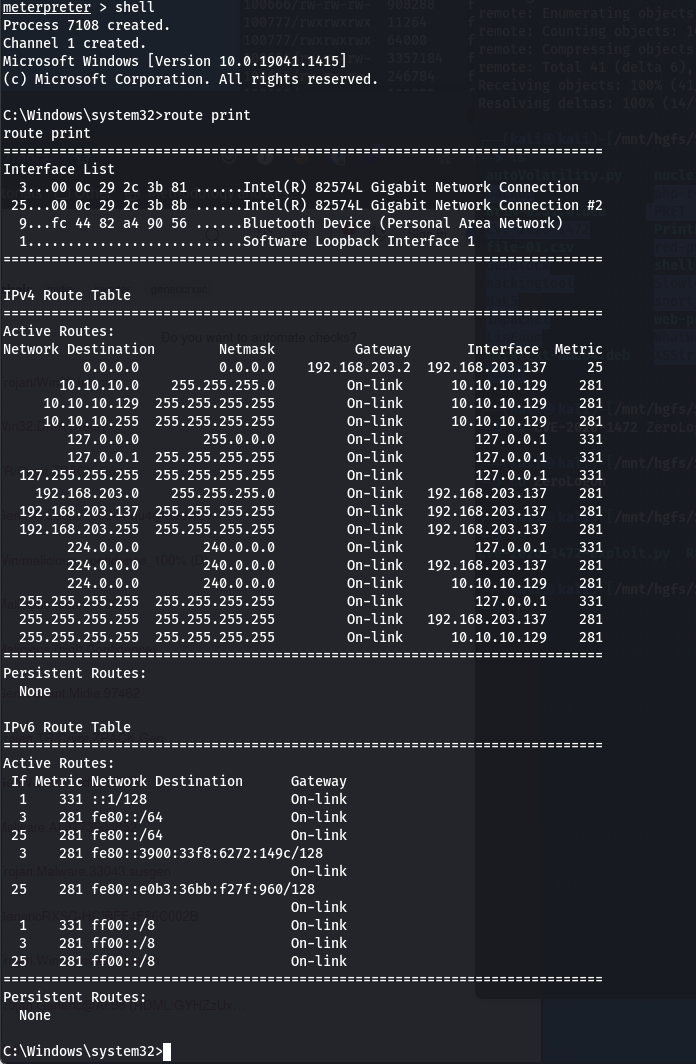 meterpreter > shell
Process 7108 created.
Channel 1 created.
Microsoft Windows [Version 10.0.19041.1415]
(c) Microsoft Corporation. All rights reserved.
C:\Windows\system32>route print
route print
===========================================================================
Interface List
  3...00 0c 29 2c 3b 81 ......Intel(R) 82574L Gigabit Network Connection
 25...00 0c 29 2c 3b 8b ......Intel(R) 82574L Gigabit Network Connection #2
  9...fc 44 82 a4 90 56 ......Bluetooth Device (Personal Area Network)
  1...........................Software Loopback Interface 1
===========================================================================
IPv4 Route Table
===========================================================================
Active Routes:
Network Destination        Netmask          Gateway       Interface  Metric
          0.0.0.0          0.0.0.0    192.168.203.2  192.168.203.137     25
       10.10.10.0    255.255.255.0         On-link      10.10.10.129    281
     10.10.10.129  255.255.255.255         On-link      10.10.10.129    281
     10.10.10.255  255.255.255.255         On-link      10.10.10.129    281
        127.0.0.0        255.0.0.0         On-link         127.0.0.1    331
        127.0.0.1  255.255.255.255         On-link         127.0.0.1    331
  127.255.255.255  255.255.255.255         On-link         127.0.0.1    331
    192.168.203.0    255.255.255.0         On-link   192.168.203.137    281
  192.168.203.137  255.255.255.255         On-link   192.168.203.137    281
  192.168.203.255  255.255.255.255         On-link   192.168.203.137    281
        224.0.0.0        240.0.0.0         On-link         127.0.0.1    331
        224.0.0.0        240.0.0.0         On-link   192.168.203.137    281
        224.0.0.0        240.0.0.0         On-link      10.10.10.129    281
  255.255.255.255  255.255.255.255         On-link         127.0.0.1    331
  255.255.255.255  255.255.255.255         On-link   192.168.203.137    281
  255.255.255.255  255.255.255.255         On-link      10.10.10.129    281
===========================================================================
Persistent Routes:
  None
IPv6 Route Table
===========================================================================
Active Routes:
 If Metric Network Destination      Gateway
  1    331 ::1/128                  On-link
  3    281 fe80::/64                On-link
 25    281 fe80::/64                On-link
  3    281 fe80::3900:33f8:6272:149c/128
                                    On-link
 25    281 fe80::e0b3:36bb:f27f:960/128
                                    On-link
  1    331 ff00::/8                 On-link
  3    281 ff00::/8                 On-link
 25    281 ff00::/8                 On-link
===========================================================================
Persistent Routes:
  None
C:\Windows\system32>